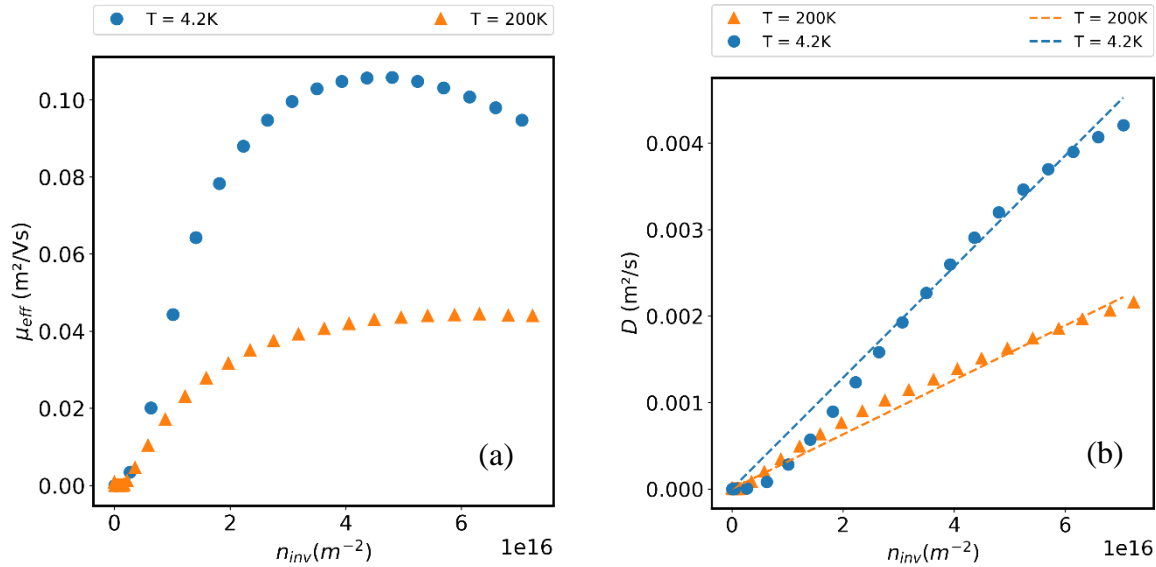 T = 4.2K
T = 200K
0.10
0.08
0.06
0.04
0.02
0.00
μeff (m²/Vs)
(a)
0
2
4
6
1e16
ninv(m−2)
T = 200K
T = 4.2K
T = 200K
T = 4.2K
0.004
0.003
0.002
0.001
0.000
D (m²/s)
(b)
0
2
4
6
1e16
ninv(m−2)